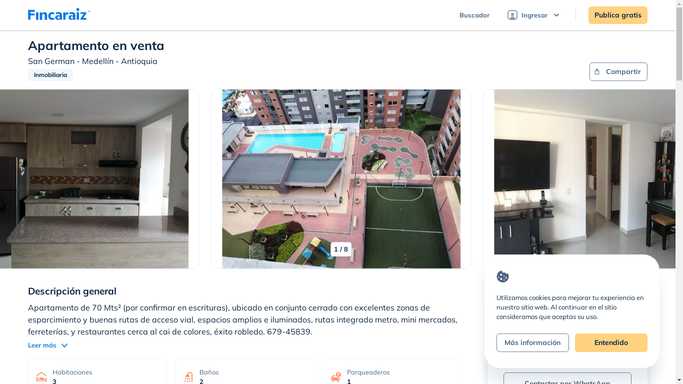 Fincaraiz
Buscador
Ingresar
Publica gratis
Apartamento en venta
San German - Medellín - Antioquia
Inmobiliaria
Compartir
1 / 8
Descripción general
Apartamento de 70 Mts² (por confirmar en escrituras), ubicado en conjunto cerrado con excelentes zonas de
esparcimiento y buenas rutas de acceso vial, espacios amplios e iluminados, rutas integrado metro, mini mercados,
ferreterías, y restaurantes cerca al cai de colores, éxito robledo. 679-45839.
Leer más
Habitaciones
3
Baños
2
Parqueaderos
1
Utilizamos cookies para mejorar tu experiencia en
nuestro sitio web. Al continuar en el sitio
consideramos que aceptas su uso.
Más información
Entendido
Contactar por WhatsApp